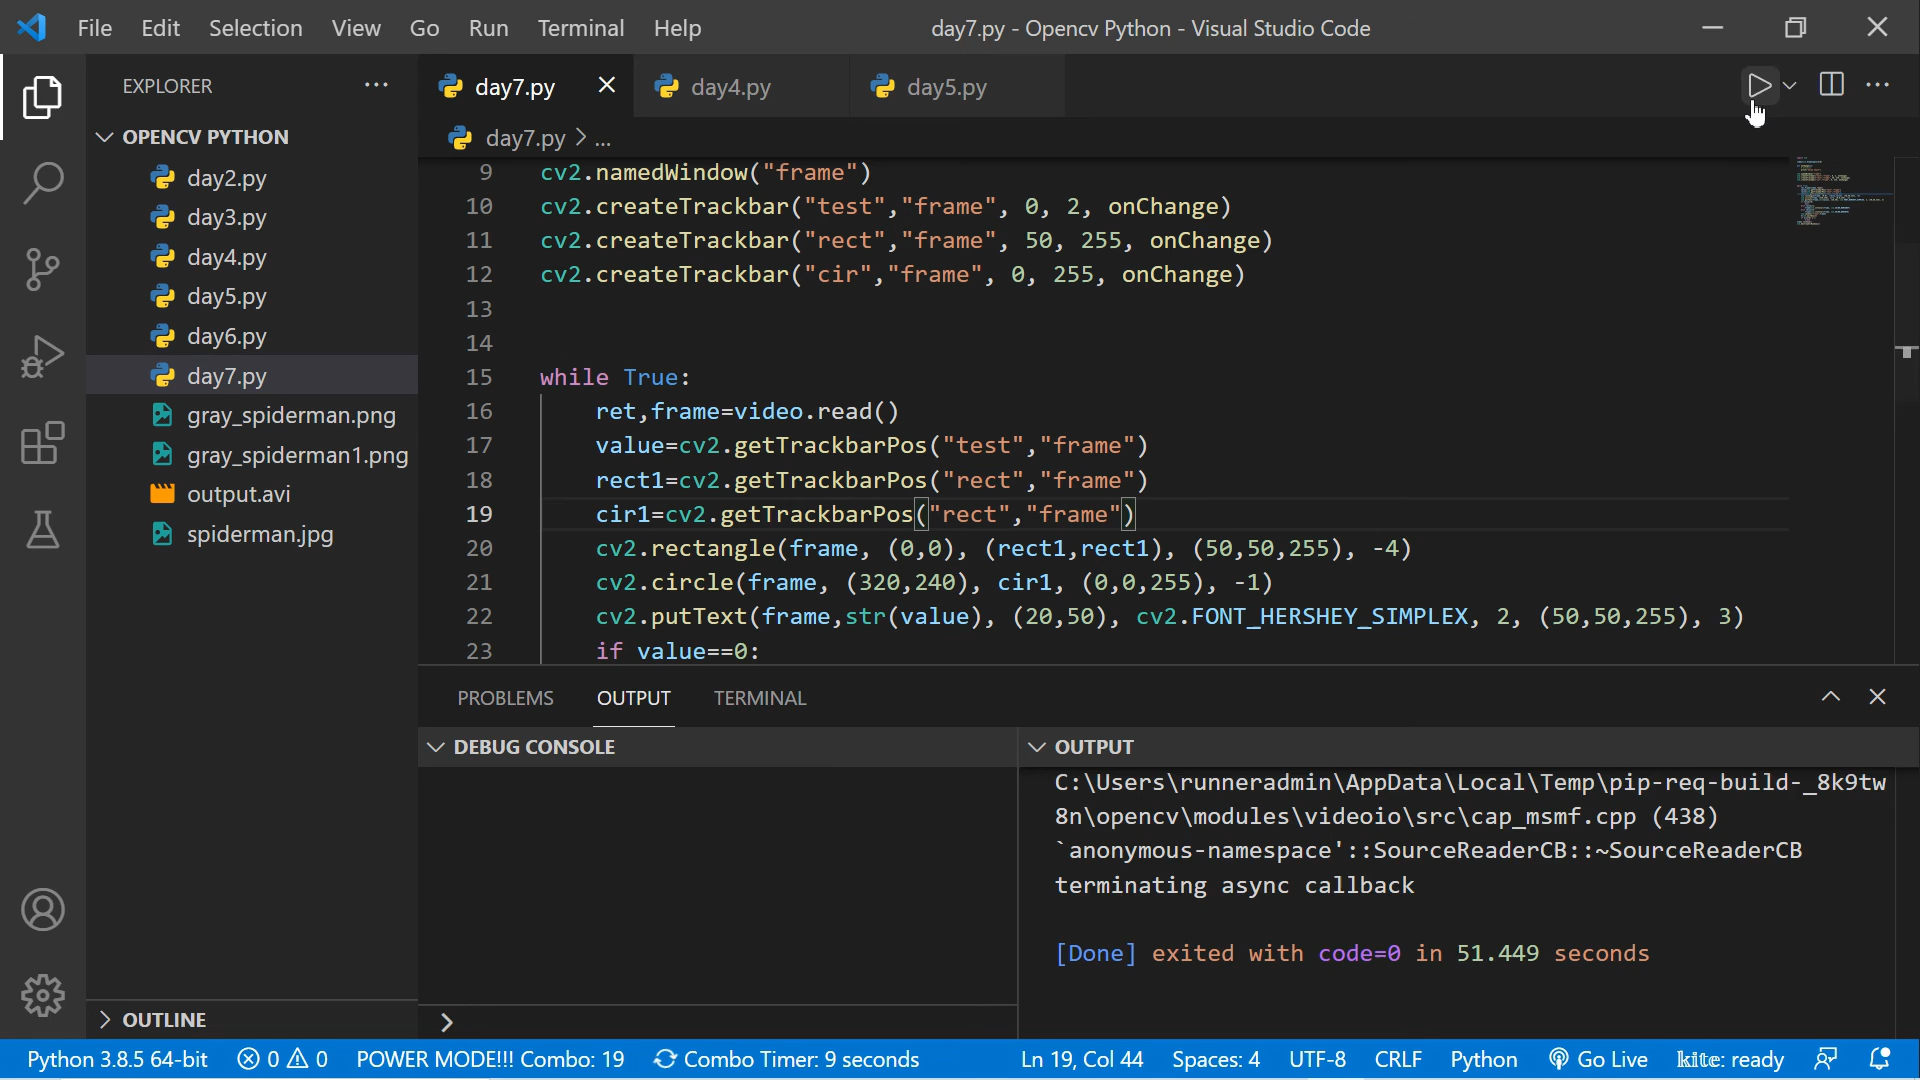 File Edit Selection View Go Run Terminal Help day7.py - Opencv Python - Visual Studio Code
EXPLORER
OPENCV PYTHON
day2.py
day3.py
day4.py
day5.py
day6.py
day7.py
gray_spiderman.png
gray_spiderman1.png
output.avi
spiderman.jpg
OUTLINE
day7.py day4.py day5.py
day7.py > ...
9 cv2.namedWindow("frame")
10 cv2.createTrackbar("test","frame", 0, 2, onChange)
11 cv2.createTrackbar("rect","frame", 50, 255, onChange)
12 cv2.createTrackbar("cir","frame", 0, 255, onChange)
13
14
15 while True:
16 ret,frame=video.read()
17 value=cv2.getTrackbarPos("test","frame")
18 rect1=cv2.getTrackbarPos("rect","frame")
19 cir1=cv2.getTrackbarPos("rect","frame")
20 cv2.rectangle(frame, (0,0), (rect1,rect1), (50,50,255), -4)
21 cv2.circle(frame, (320,240), cir1, (0,0,255), -1)
22 cv2.putText(frame,str(value), (20,50), cv2.FONT_HERSHEY_SIMPLEX, 2, (50,50,255), 3)
23 if value==0:
PROBLEMS OUTPUT TERMINAL
DEBUG CONSOLE
OUTPUT
C:\Users\runneradmin\AppData\Local\Temp\pip-req-build-_8k9tw
8n\opencv\modules\videoio\src\cap_msmf.cpp (438)
`anonymous-namespace'::SourceReaderCB::~SourceReaderCB
terminating async callback
[Done] exited with code=0 in 51.449 seconds
Python 3.8.5 64-bit 0 0 POWER MODE!!! Combo: 19 Combo Timer: 9 seconds Ln 19, Col 44 Spaces: 4 UTF-8 CRLF Python Go Live kite: ready